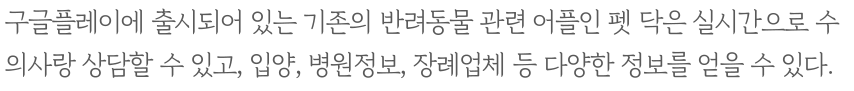 구글플레이에 출시되어 있는 기존의 반려동물 관련 어플인 펫 닥은 실시간으로 수
의사랑 상담할 수 있고, 입양, 병원정보, 장례업체 등 다양한 정보를 얻을 수 있다.